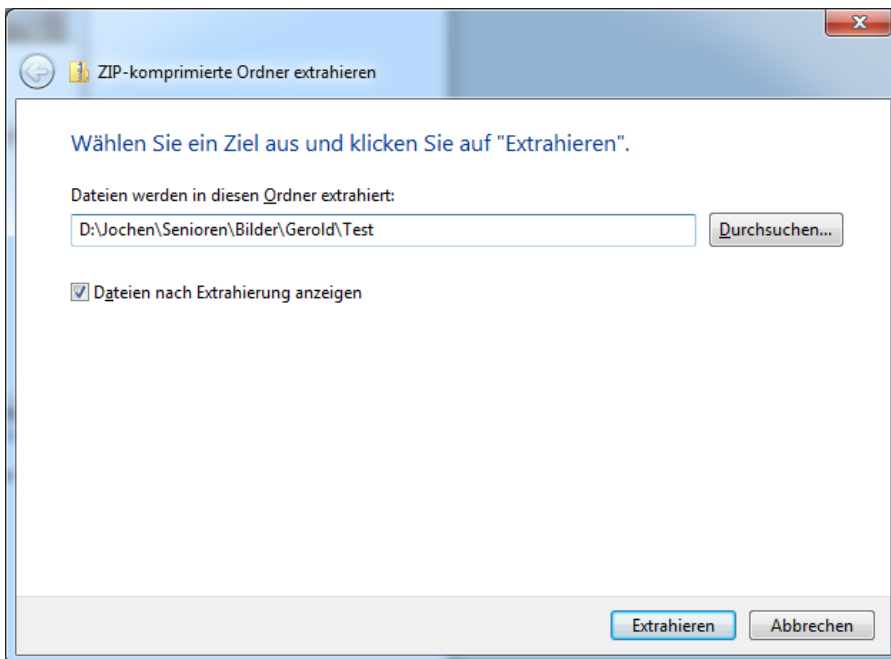 ZIP-komprimierte Ordner extrahieren
Wählen Sie ein Ziel aus und klicken Sie auf "Extrahieren".
Dateien werden in diesen Ordner extrahiert:
D:\Jochen\Senioren\Bilder\Gerold\Test
Durchsuchen...
Dateien nach Extrahierung anzeigen
Extrahieren
Abbrechen